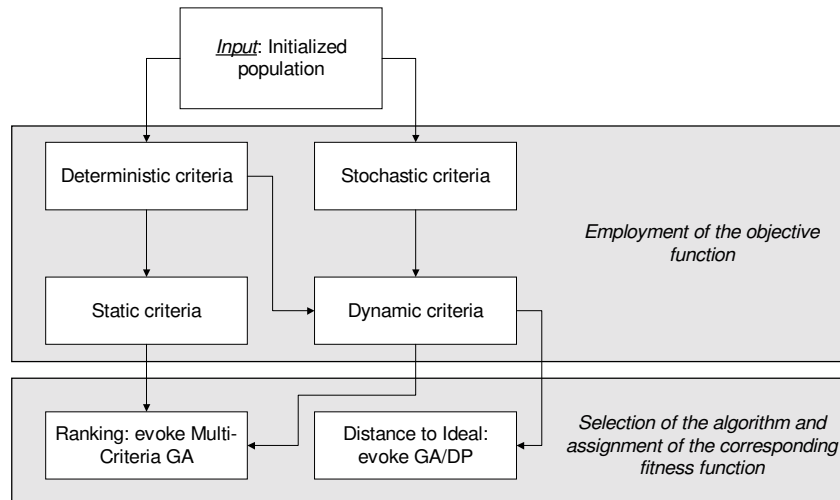 Input: Initialized
population
Deterministic criteria
Stochastic criteria
Employment of the objective
function
Static criteria
Dynamic criteria
Ranking: evoke Multi-
Criteria GA
Distance to Ideal:
evoke GA/DP
Selection of the algorithm and
assignment of the corresponding
fitness function